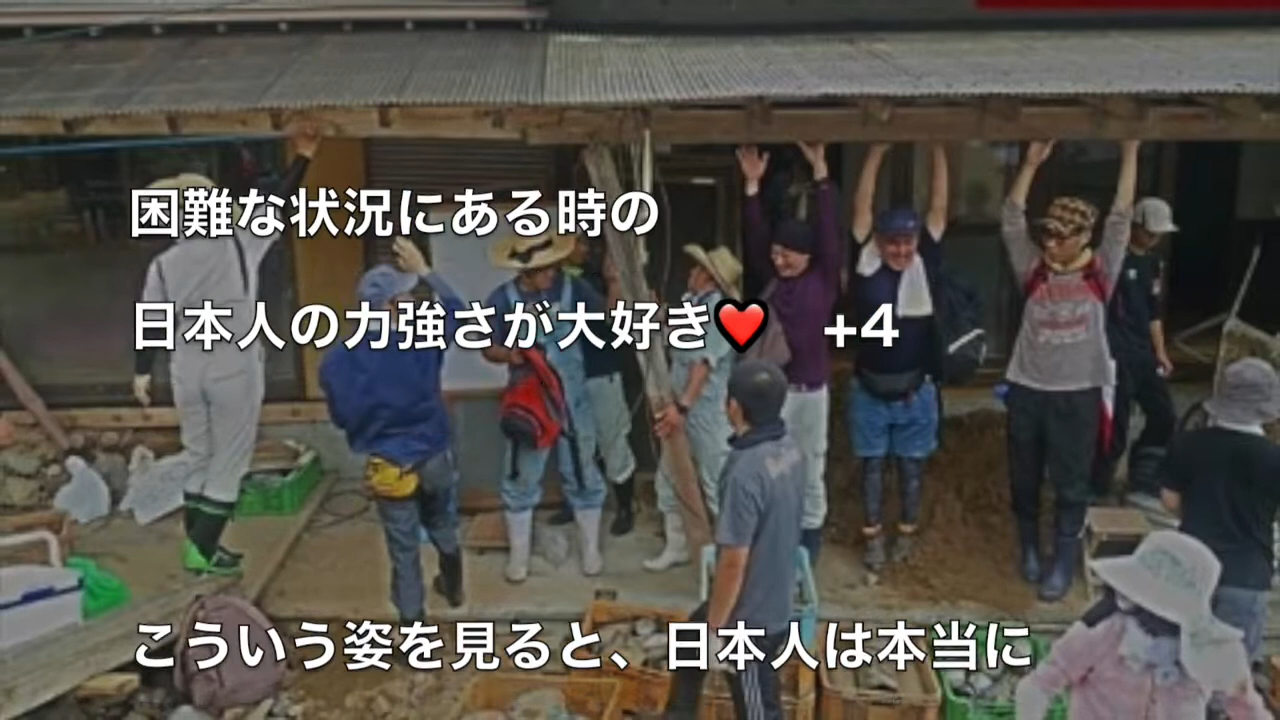 困難な状況にある時の
日本人の力強さが大好き❤️ +4
こういう姿を見ると、日本人は本当に